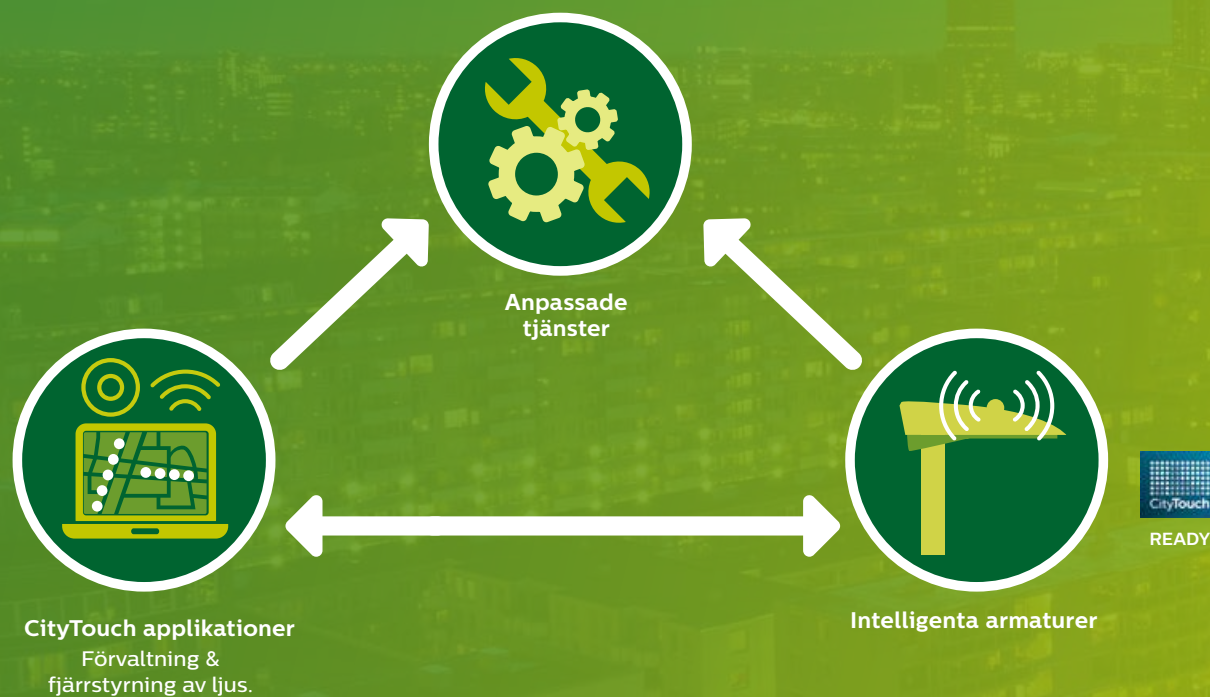 Anpassade
tjänster
CityTouch
READY
Intelligenta armaturer
CityTouch applikationer
Förvaltning &
fjärrstyrning av ljus.